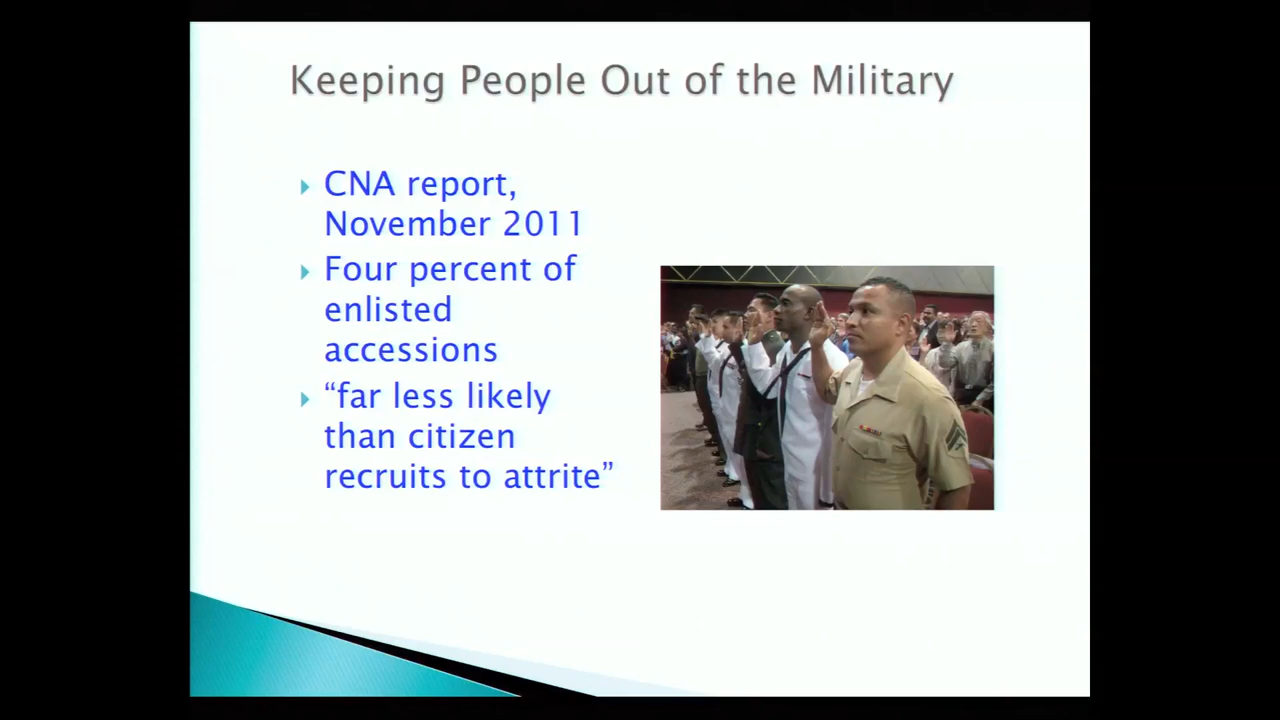 Keeping People Out of the Military
CNA report,
November 2011
Four percent of
enlisted
accessions
“far less likely
than citizen
recruits to attrite”